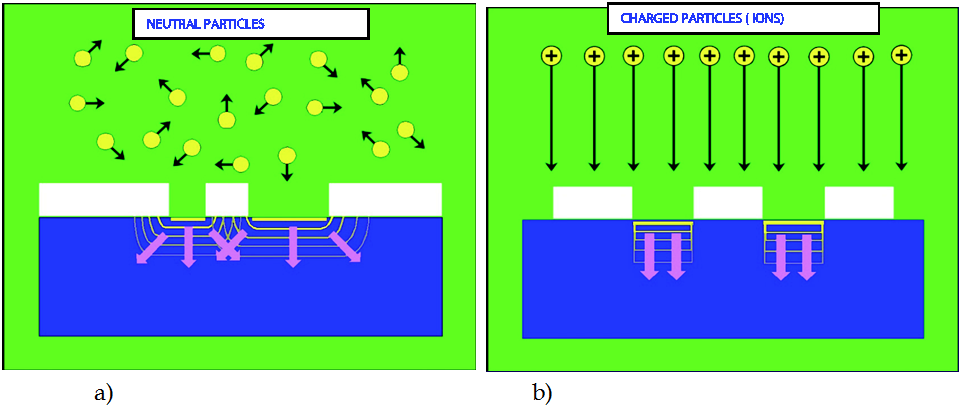 NEUTRAL PARTICLES
CHARGED PARTICLES ( IONS)
+ + + + + + + + + +
a)
b)